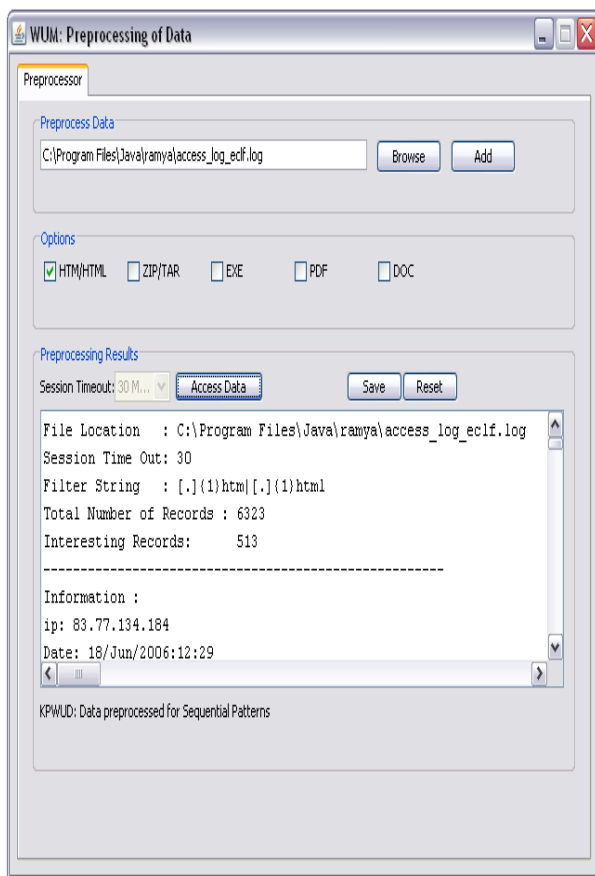 WUM: Preprocessing of Data
Preprocessor
Preprocess Data
C:\Program Files\Java\ramya\access_log_eclf.log Browse Add
Options
HTM/HTML ZIP/TAR EXE PDF DOC
Preprocessing Results
Session Timeout: 30 M... Access Data Save Reset
File Location : C:\Program Files\Java\ramya\access_log_eclf.log
Session Time Out: 30
Filter String : [.]{1}htm|[.]{1}html
Total Number of Records : 6323
Interesting Records: 513
------------------------------------------------------
Information :
ip: 83.77.134.184
Date: 18/Jun/2006:12:29
KPWUD: Data preprocessed for Sequential Patterns